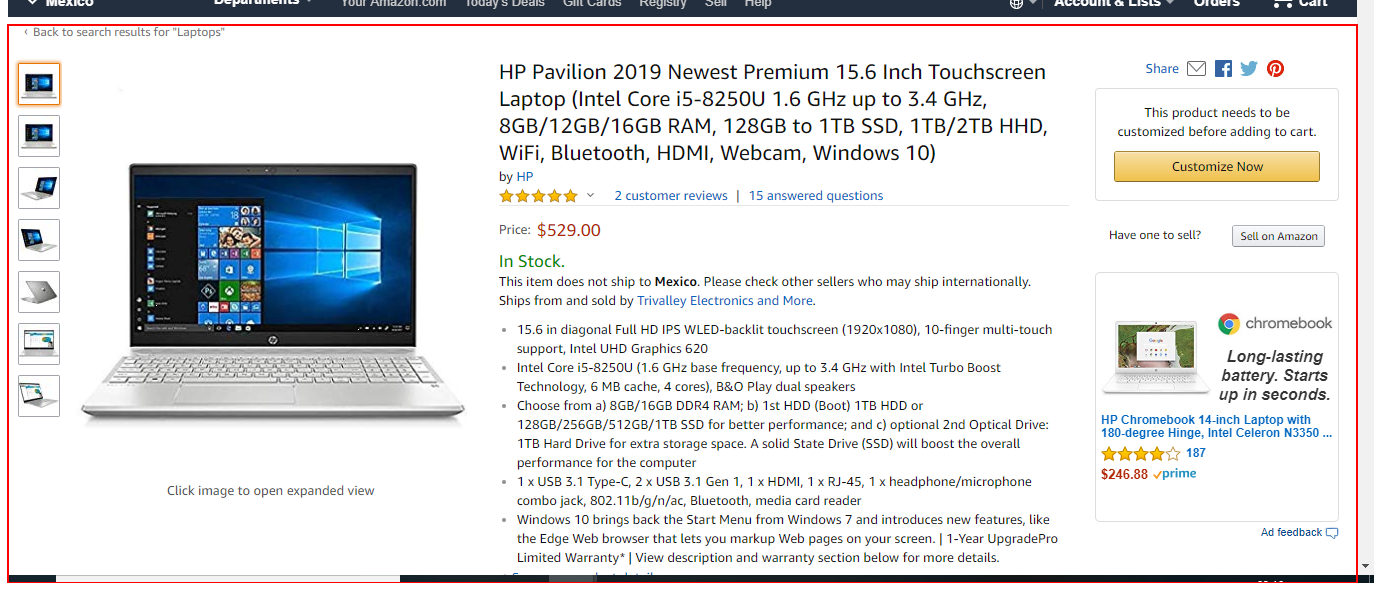 Mexico
Departments
Your Amazon.com Today's Deals Gift Cards Registry Sell Help
Account & Lists Orders Cart
‹ Back to search results for "Laptops"
HP Pavilion 2019 Newest Premium 15.6 Inch Touchscreen
Laptop (Intel Core i5-8250U 1.6 GHz up to 3.4 GHz,
8GB/12GB/16GB RAM, 128GB to 1TB SSD, 1TB/2TB HHD,
WiFi, Bluetooth, HDMI, Webcam, Windows 10)
by HP
2 customer reviews | 15 answered questions
Price: $529.00
In Stock.
This item does not ship to Mexico. Please check other sellers who may ship internationally.
Ships from and sold by Trivalley Electronics and More.
• 15.6 in diagonal Full HD IPS WLED-backlit touchscreen (1920x1080), 10-finger multi-touch
support, Intel UHD Graphics 620
• Intel Core i5-8250U (1.6 GHz base frequency, up to 3.4 GHz with Intel Turbo Boost
Technology, 6 MB cache, 4 cores), B&O Play dual speakers
• Choose from a) 8GB/16GB DDR4 RAM; b) 1st HDD (Boot) 1TB HDD or
128GB/256GB/512GB/1TB SSD for better performance; and c) optional 2nd Optical Drive:
1TB Hard Drive for extra storage space. A solid State Drive (SSD) will boost the overall
performance for the computer
• 1 x USB 3.1 Type-C, 2 x USB 3.1 Gen 1, 1 x HDMI, 1 x RJ-45, 1 x headphone/microphone
combo jack, 802.11b/g/n/ac, Bluetooth, media card reader
• Windows 10 brings back the Start Menu from Windows 7 and introduces new features, like
the Edge Web browser that lets you markup Web pages on your screen. | 1-Year UpgradePro
Limited Warranty* | View description and warranty section below for more details.
Click image to open expanded view
Share
This product needs to be
customized before adding to cart.
Customize Now
Have one to sell?
Sell on Amazon
chromebook
Google
Long-lasting
battery. Starts
up in seconds.
HP Chromebook 14-inch Laptop with
180-degree Hinge, Intel Celeron N3350 ...
187
$246.88 prime
Ad feedback